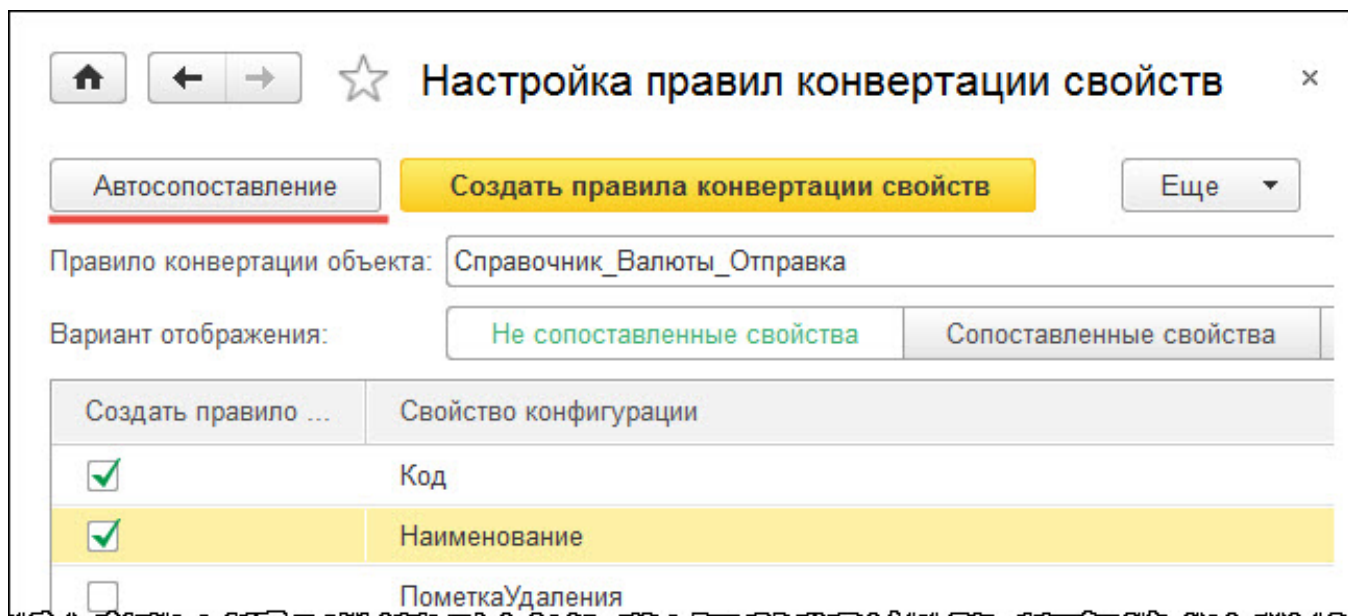 Настройка правил конвертации свойств
Автосопоставление Создать правила конвертации свойств Еще
Правило конвертации объекта: Справочник_Валюты_Отправка
Вариант отображения: Не сопоставленные свойства Сопоставленные свойства
Создать правило ... Свойство конфигурации
Код
Наименование
ПометкаУдаления